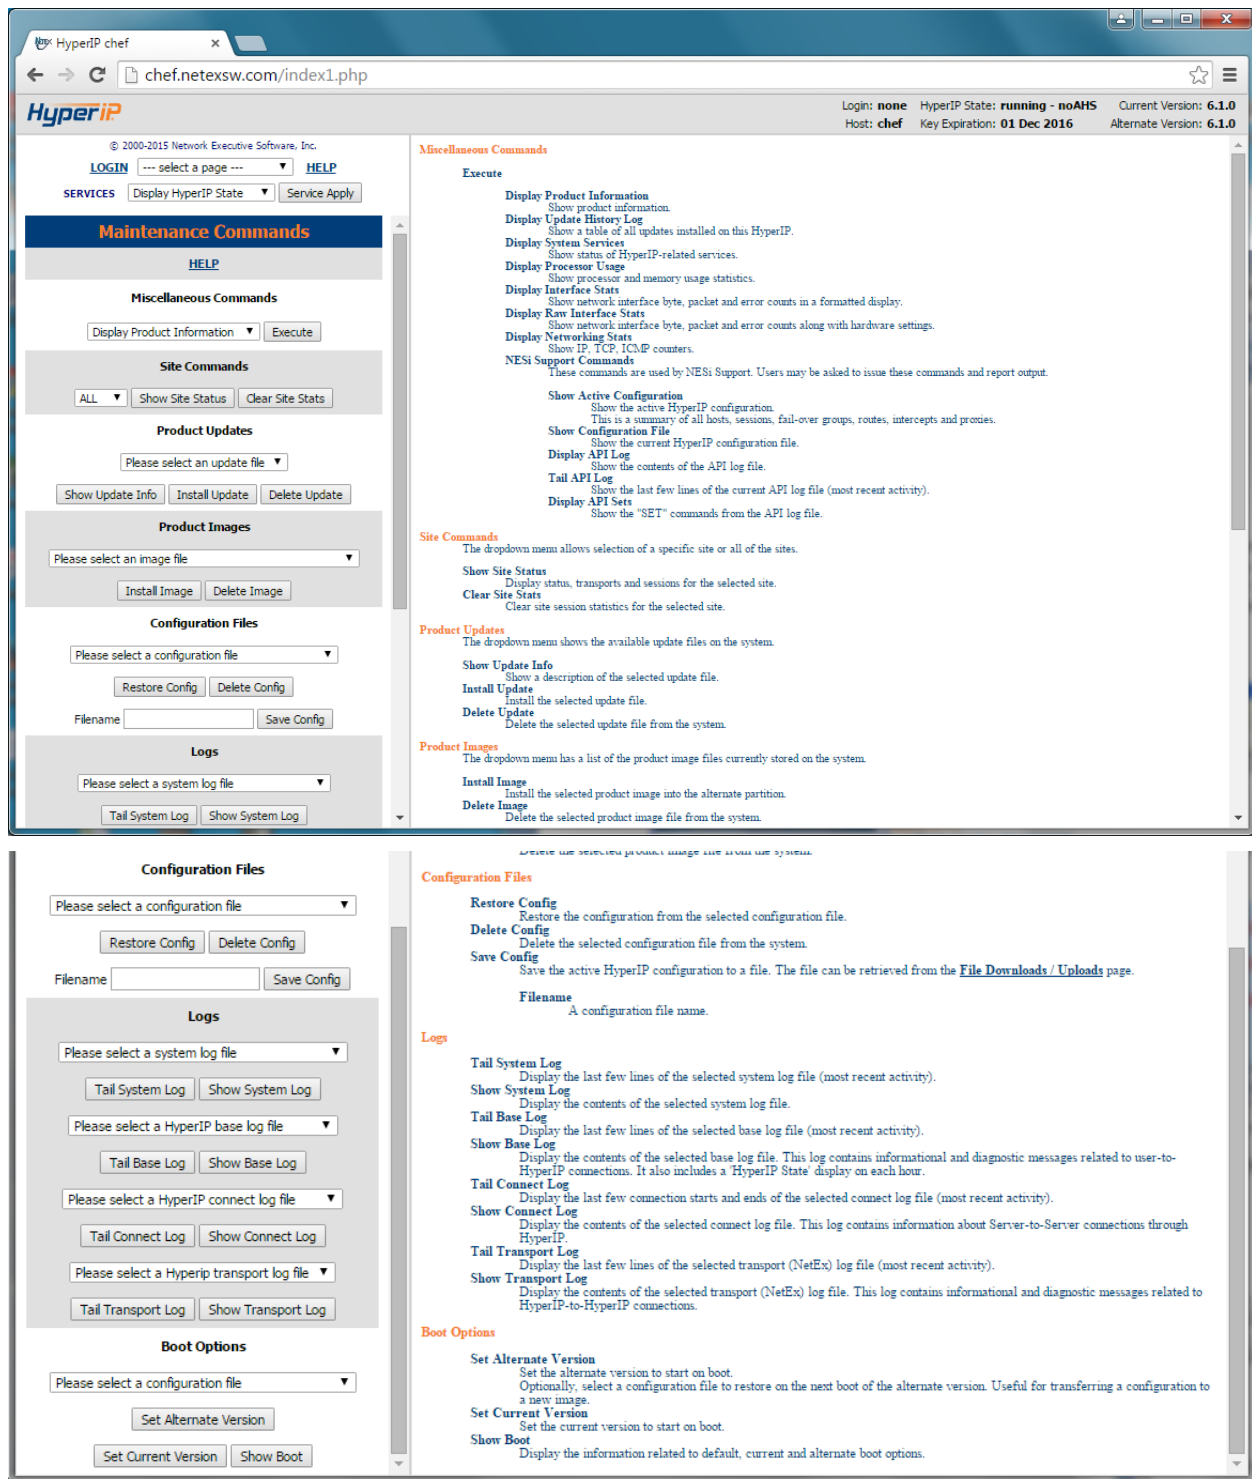 HyperIP chef
chef.netexsw.com/index1.php
HyperIP
Login: none HyperIP State: running - noAHS Current Version: 6.1.0
Host: chef Key Expiration: 01 Dec 2016 Alternate Version: 6.1.0
© 2000-2015 Network Executive Software, Inc.
LOGIN --- select a page --- HELP
SERVICES Display HyperIP State Service Apply
Maintenance Commands
HELP
Miscellaneous Commands
Display Product Information Execute
Site Commands
ALL Show Site Status Clear Site Stats
Product Updates
Please select an update file
Show Update Info Install Update Delete Update
Product Images
Please select an image file
Install Image Delete Image
Configuration Files
Please select a configuration file
Restore Config Delete Config
Filename Save Config
Logs
Please select a system log file
Tail System Log Show System Log
Miscellaneous Commands
Execute
Display Product Information
Show product information.
Display Update History Log
Show a table of all updates installed on this HyperIP.
Display System Services
Show status of HyperIP-related services.
Display Processor Usage
Show processor and memory usage statistics.
Display Interface Stats
Show network interface byte, packet and error counts in a formatted display.
Display Raw Interface Stats
Show network interface byte, packet and error counts along with hardware settings.
Display Networking Stats
Show IP, TCP, ICMP counters.
NESi Support Commands
These commands are used by NESi Support. Users may be asked to issue these commands and report output.
Show Active Configuration
Show the active HyperIP configuration.
This is a summary of all hosts, sessions, fail-over groups, routes, intercepts and proxies.
Show Configuration File
Show the current HyperIP configuration file.
Display API Log
Show the contents of the API log file.
Tail API Log
Show the last few lines of the current API log file (most recent activity).
Display API Sets
Show the "SET" commands from the API log file.
Site Commands
The dropdown menu allows selection of a specific site or all of the sites.
Show Site Status
Display status, transports and sessions for the selected site.
Clear Site Stats
Clear site session statistics for the selected site.
Product Updates
The dropdown menu shows the available update files on the system.
Show Update Info
Show a description of the selected update file.
Install Update
Install the selected update file.
Delete Update
Delete the selected update file from the system.
Product Images
The dropdown menu has a list of the product image files currently stored on the system.
Install Image
Install the selected product image into the alternate partition.
Delete Image
Delete the selected product image file from the system.
Configuration Files
Please select a configuration file
Restore Config Delete Config
Filename Save Config
Logs
Please select a system log file
Tail System Log Show System Log
Please select a HyperIP base log file
Tail Base Log Show Base Log
Please select a HyperIP connect log file
Tail Connect Log Show Connect Log
Please select a Hyperip transport log file
Tail Transport Log Show Transport Log
Boot Options
Please select a configuration file
Set Alternate Version
Set Current Version Show Boot
Delete the selected product image file from the system.
Configuration Files
Restore Config
Restore the configuration from the selected configuration file.
Delete Config
Delete the selected configuration file from the system.
Save Config
Save the active HyperIP configuration to a file. The file can be retrieved from the File Downloads / Uploads page.
Filename
A configuration file name.
Logs
Tail System Log
Display the last few lines of the selected system log file (most recent activity).
Show System Log
Display the contents of the selected system log file.
Tail Base Log
Display the last few lines of the selected base log file (most recent activity).
Show Base Log
Display the contents of the selected base log file. This log contains informational and diagnostic messages related to user-to-
HyperIP connections. It also includes a 'HyperIP State' display on each hour.
Tail Connect Log
Display the last few connection starts and ends of the selected connect log file (most recent activity).
Show Connect Log
Display the contents of the selected connect log file. This log contains information about Server-to-Server connections through
HyperIP.
Tail Transport Log
Display the last few lines of the selected transport (NetEx) log file (most recent activity).
Show Transport Log
Display the contents of the selected transport (NetEx) log file. This log contains informational and diagnostic messages related to
HyperIP-to-HyperIP connections.
Boot Options
Set Alternate Version
Set the alternate version to start on boot.
Optionally, select a configuration file to restore on the next boot of the alternate version. Useful for transferring a configuration to
a new image.
Set Current Version
Set the current version to start on boot.
Show Boot
Display the information related to default, current and alternate boot options.